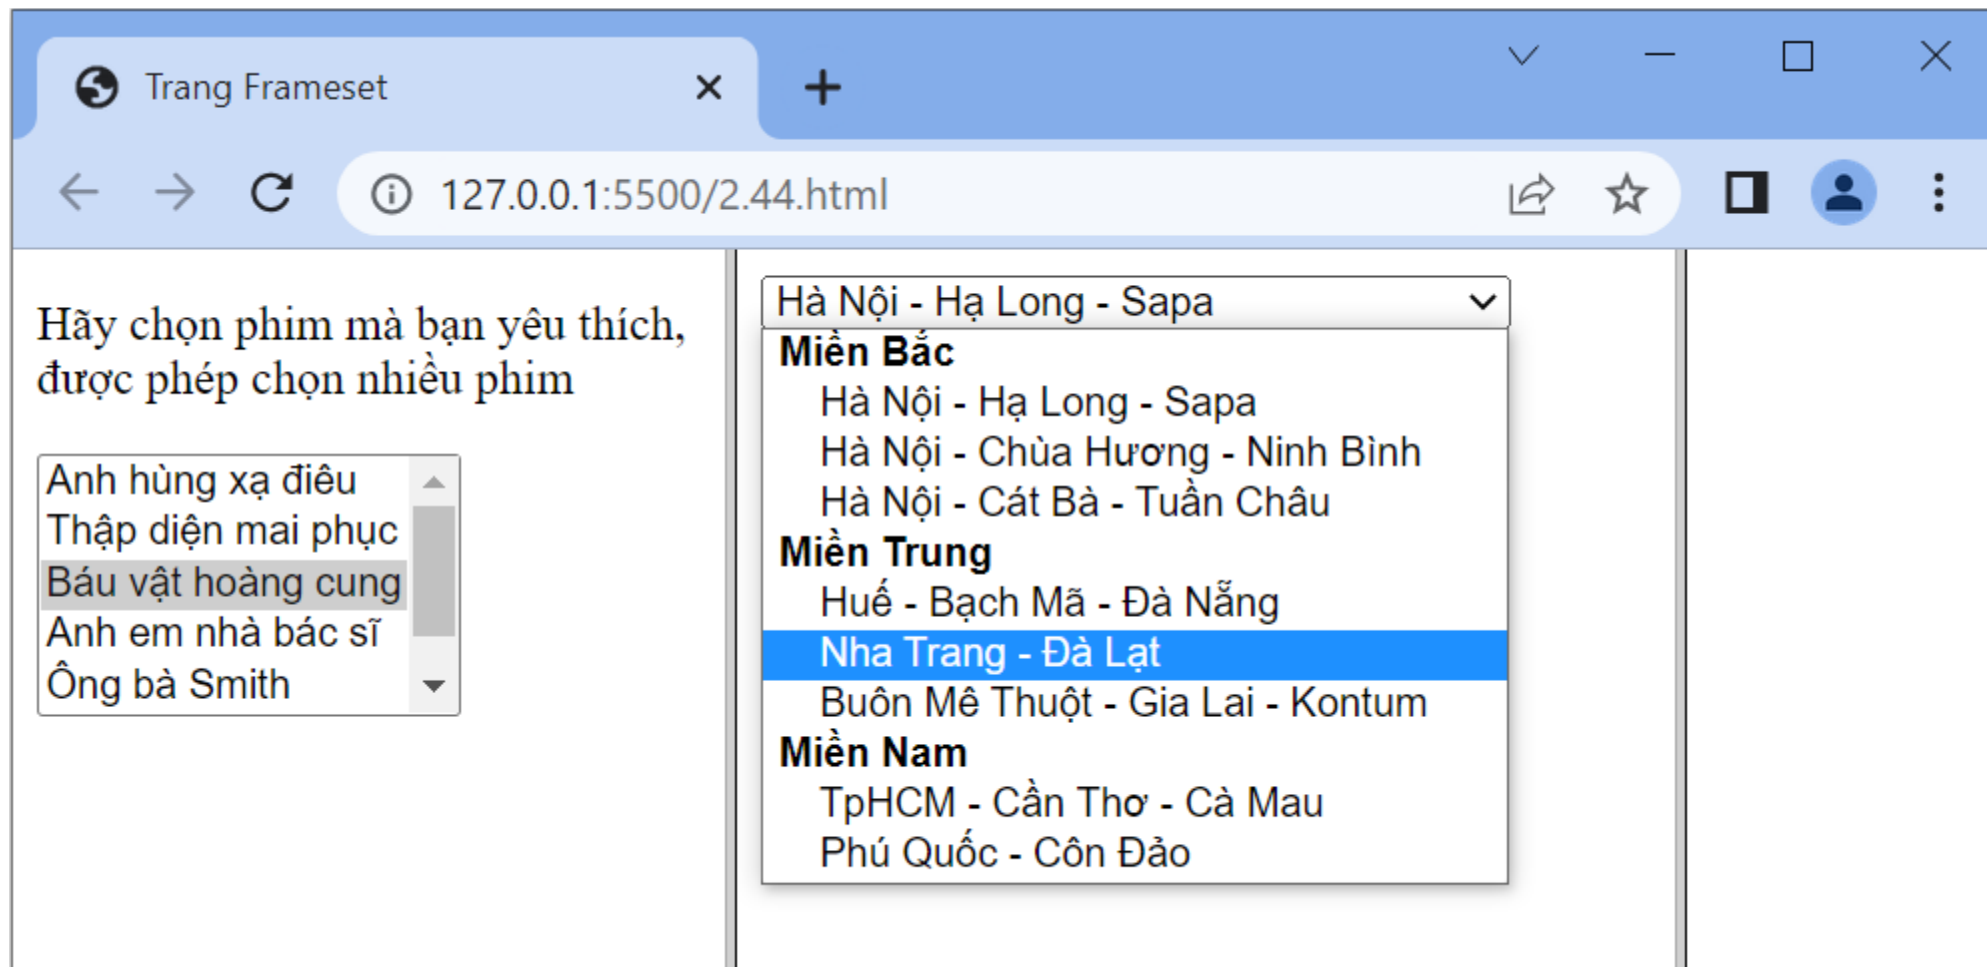 Trang Frameset
127.0.0.1:5500/2.44.html
Hãy chọn phim mà bạn yêu thích,
được phép chọn nhiều phim
Anh hùng xạ điêu
Thập diện mai phục
Báu vật hoàng cung
Anh em nhà bác sĩ
Ông bà Smith
Hà Nội - Hạ Long - Sapa
Miền Bắc
Hà Nội - Hạ Long - Sapa
Hà Nội - Chùa Hương - Ninh Bình
Hà Nội - Cát Bà - Tuần Châu
Miền Trung
Huế - Bạch Mã - Đà Nẵng
Nha Trang - Đà Lạt
Buôn Mê Thuột - Gia Lai - Kontum
Miền Nam
TpHCM - Cần Thơ - Cà Mau
Phú Quốc - Côn Đảo